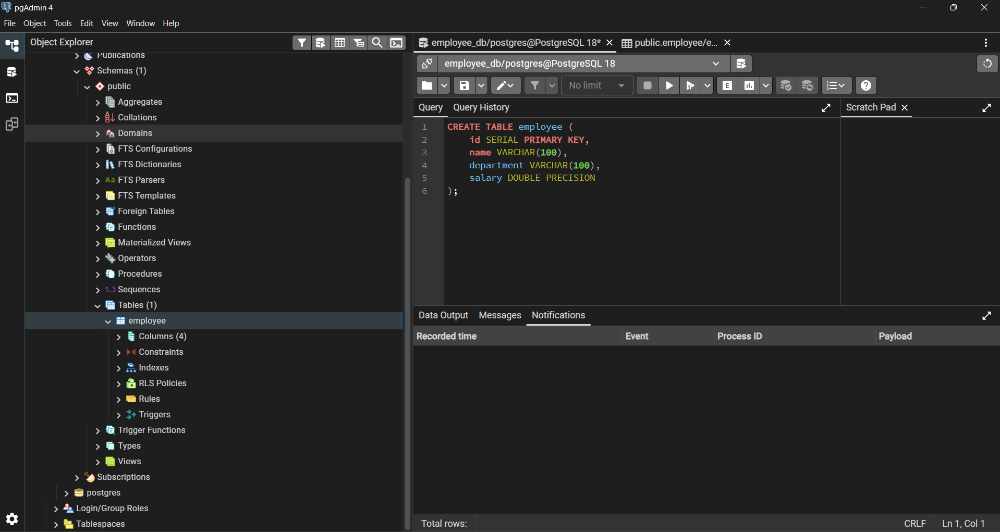 pgAdmin 4
File Object Tools Edit View Window Help
Object Explorer
Publications
Schemas (1)
public
Aggregates
Collations
Domains
FTS Configurations
FTS Dictionaries
Aa FTS Parsers
FTS Templates
Foreign Tables
Functions
Materialized Views
Operators
Procedures
1..3 Sequences
Tables (1)
employee
Columns (4)
Constraints
Indexes
RLS Policies
Rules
Triggers
Trigger Functions
Types
Views
Subscriptions
postgres
Login/Group Roles
Tablespaces
employee_db/postgres@PostgreSQL 18* public.employee/e...
employee_db/postgres@PostgreSQL 18
No limit E
Query Query History Scratch Pad
1 CREATE TABLE employee (
2 id SERIAL PRIMARY KEY,
3 name VARCHAR(100),
4 department VARCHAR(100),
5 salary DOUBLE PRECISION
6 );
Data Output Messages Notifications
Recorded time Event Process ID Payload
Total rows: CRLF Ln 1, Col 1